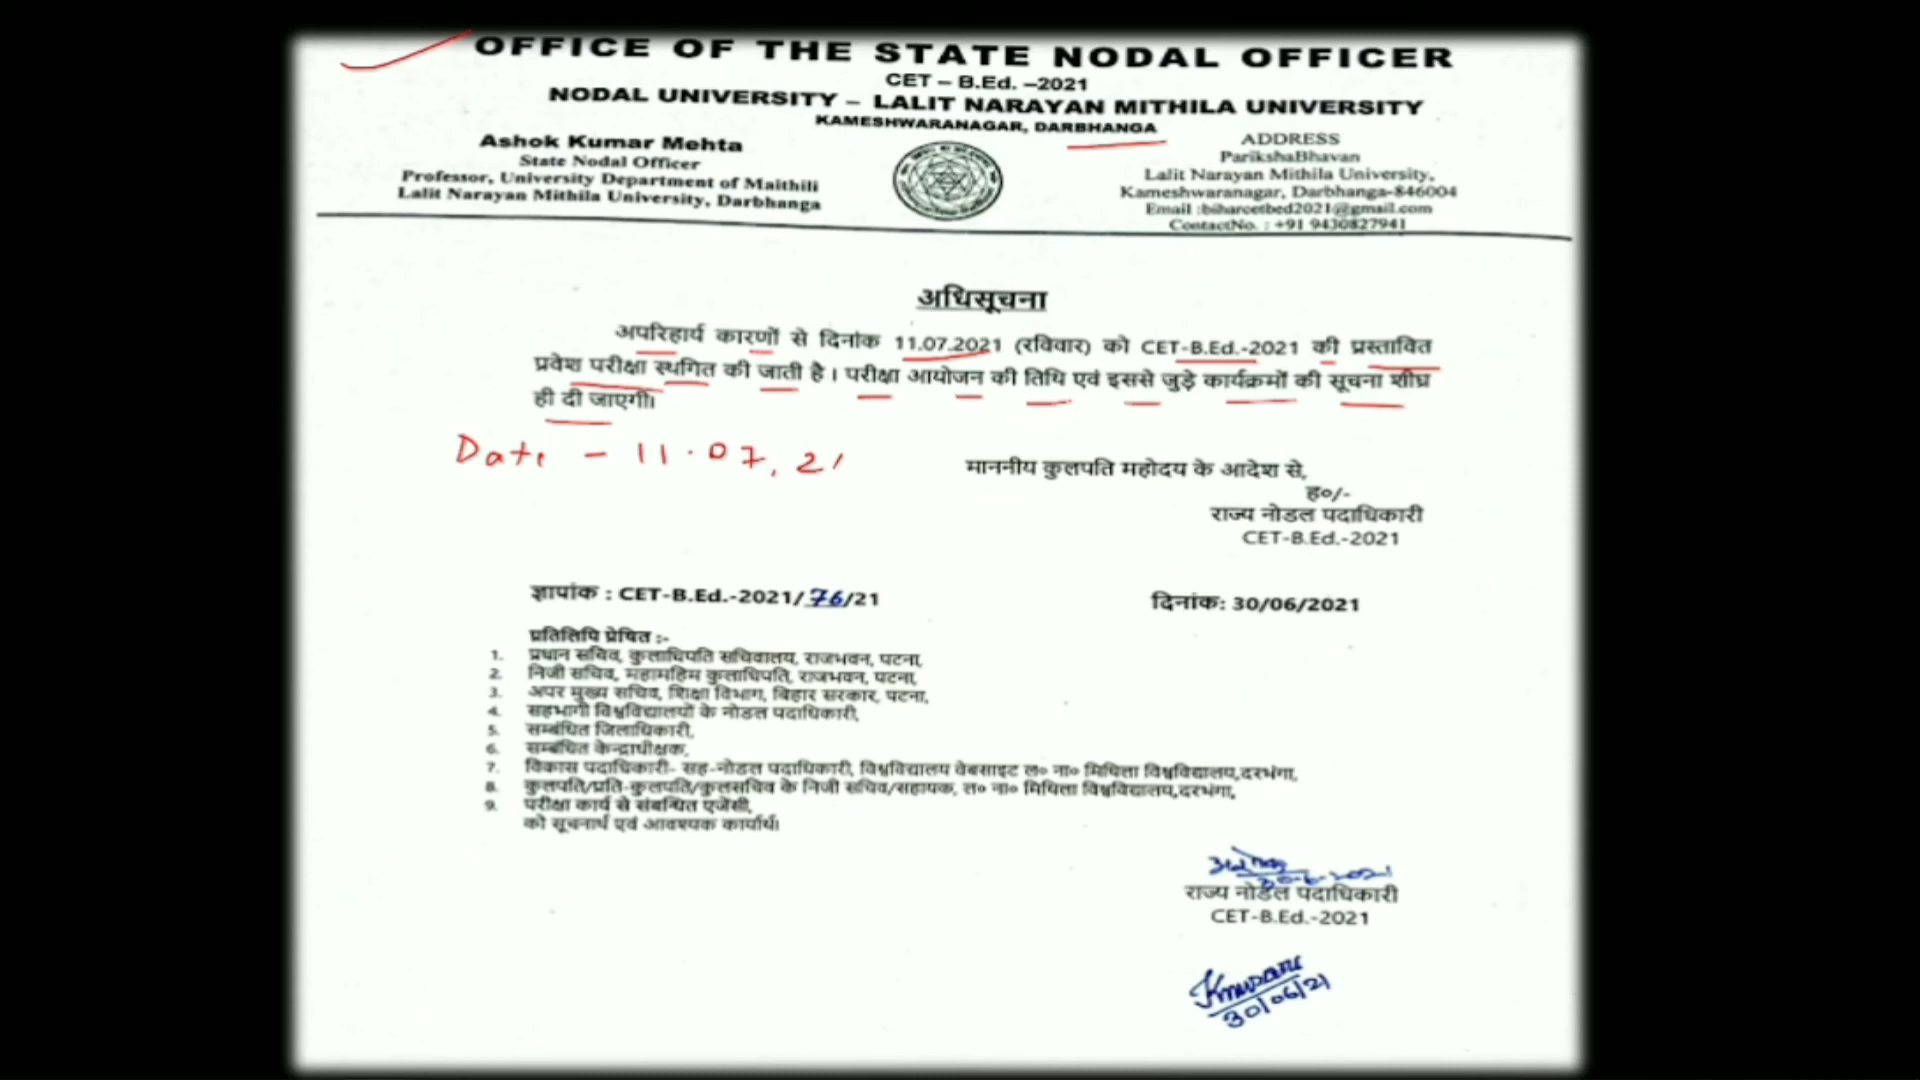 OFFICE OF THE STATE NODAL OFFICER
CET – B.Ed. –2021
NODAL UNIVERSITY – LALIT NARAYAN MITHILA UNIVERSITY
KAMESHWARANAGAR, DARBHANGA
Ashok Kumar Mehta
State Nodal Officer
Professor, University Department of Maithili
Lalit Narayan Mithila University, Darbhanga
ADDRESS
ParikshaBhavan
Lalit Narayan Mithila University,
Kameshwaranagar, Darbhanga-846004
Email :biharcetbed2021@gmail.com
ContactNo. : +91 9430827941
अधिसूचना
अपरिहार्य कारणों से दिनांक 11.07.2021 (रविवार) को CET-B.Ed.-2021 की प्रस्तावित
प्रवेश परीक्षा स्थगित की जाती है। परीक्षा आयोजन की तिथि एवं इससे जुड़े कार्यक्रमों की सूचना शीघ्र
ही दी जाएगी।
Date - 11.07.21
माननीय कुलपति महोदय के आदेश से,
ह०/-
राज्य नोडल पदाधिकारी
CET-B.Ed.-2021
ज्ञापांक : CET-B.Ed.-2021/76/21
दिनांक: 30/06/2021
प्रतिलिपि प्रेषित :-
1. प्रधान सचिव, कुलाधिपति सचिवालय, राजभवन, पटना,
2. निजी सचिव, महामहिम कुलाधिपति, राजभवन, पटना,
3. अपर मुख्य सचिव, शिक्षा विभाग, बिहार सरकार, पटना,
4. सहभागी विश्वविद्यालयों के नोडल पदाधिकारी,
5. सम्बंधित जिलाधिकारी,
6. सम्बंधित केन्द्राधीक्षक,
7. विकास पदाधिकारी- सह-नोडल पदाधिकारी, विश्वविद्यालय वेबसाइट ल० ना० मिथिला विश्वविद्यालय,दरभंगा,
8. कुलपति/प्रति-कुलपति/कुलसचिव के निजी सचिव/सहायक, ल० ना० मिथिला विश्वविद्यालय,दरभंगा,
9. परीक्षा कार्य से संबन्धित एजेंसी,
को सूचनार्थ एवं आवश्यक कार्यार्थ।
30-6-2021
राज्य नोडल पदाधिकारी
CET-B.Ed.-2021
30/06/21